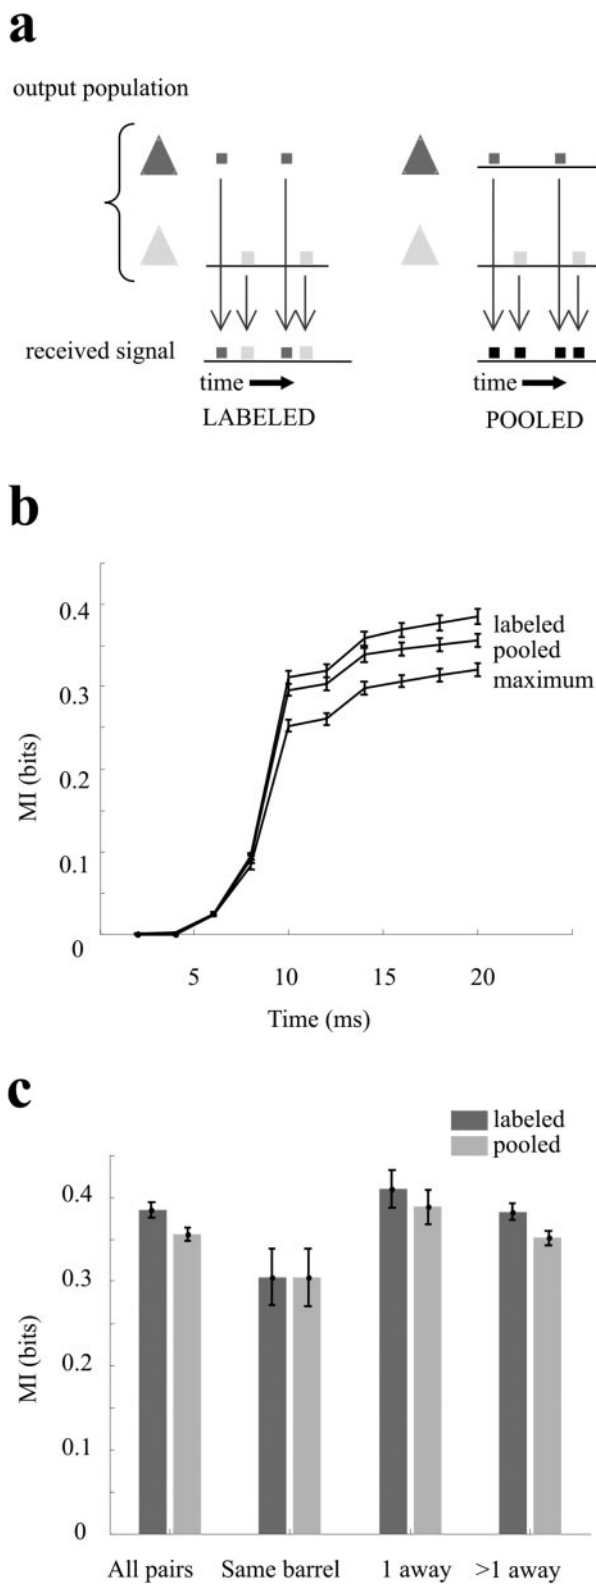 a
output population
received signal
time
time
LABELED
POOLED
b
0.4
0.3
0.2
0.1
0
MI (bits)
labeled
pooled
maximum
5 10 15 20
Time (ms)
c
labeled
pooled
0.4
0.3
0.2
0.1
0
MI (bits)
All pairs Same barrel 1 away >1 away